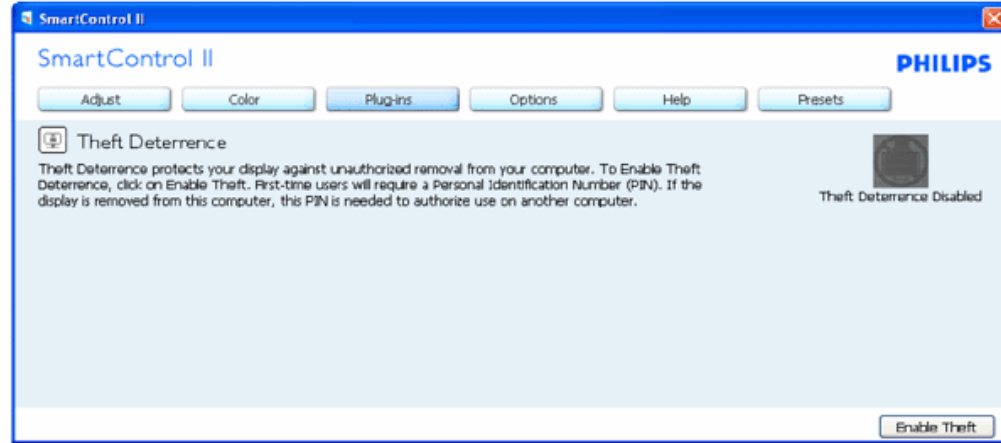 SmartControl II
SmartControl II
PHILIPS
Adjust Color Plug-ins Options Help Presets
Theft Deterrence
Theft Deterrence protects your display against unauthorized removal from your computer. To Enable Theft
Deterrence, click on Enable Theft. First-time users will require a Personal Identification Number (PIN). If the
display is removed from this computer, this PIN is needed to authorize use on another computer.
Theft Deterrence Disabled
Enable Theft